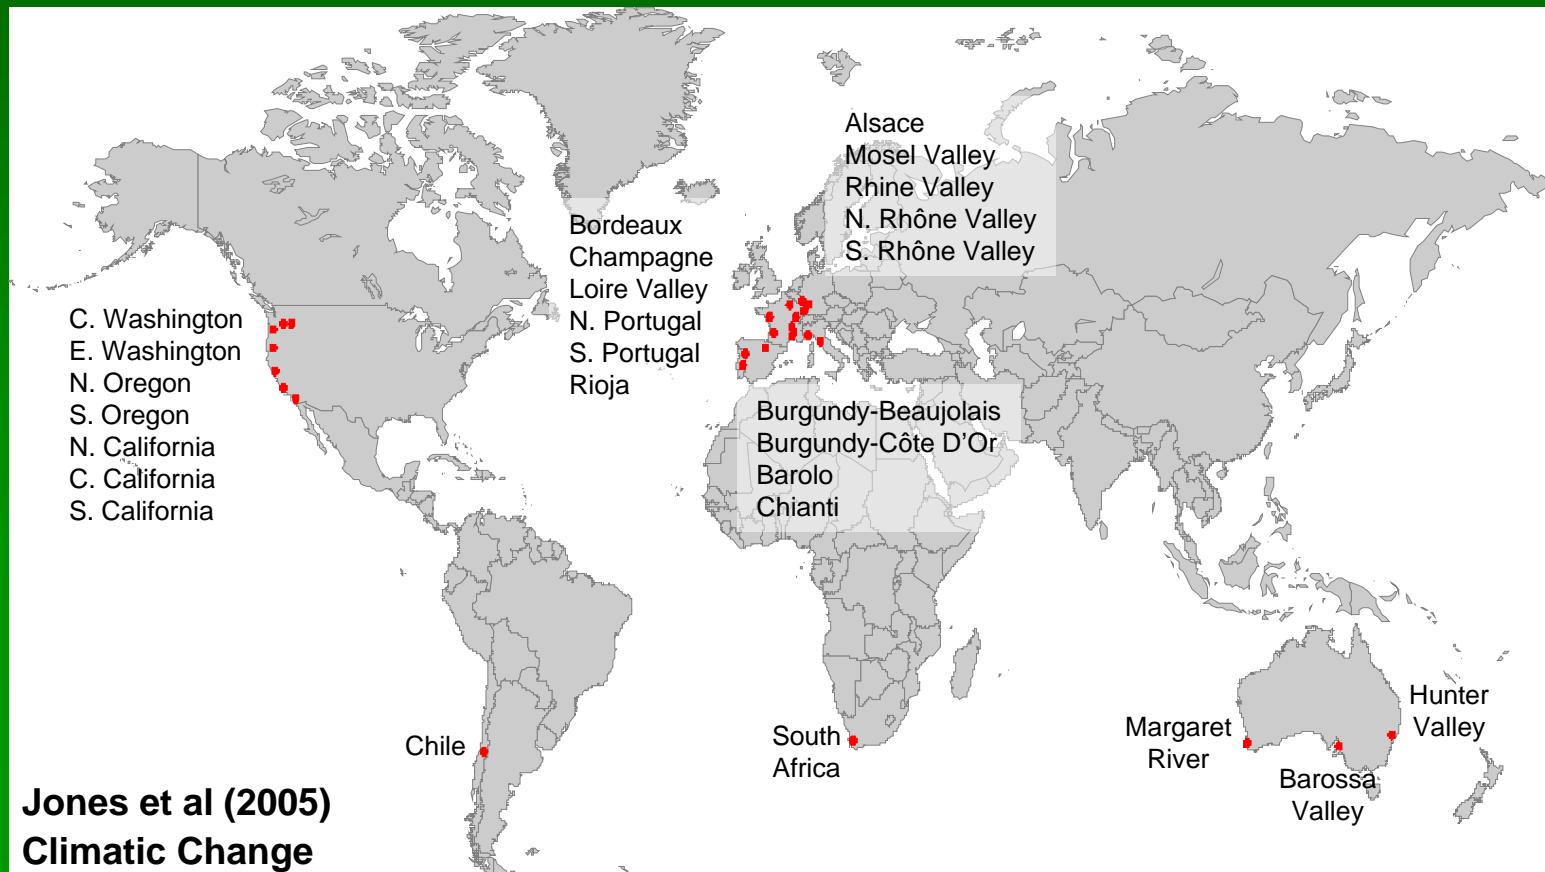 Alsace
Mosel Valley
Rhine Valley
N. Rhône Valley
S. Rhône Valley
Bordeaux
Champagne
Loire Valley
N. Portugal
S. Portugal
Rioja
C. Washington
E. Washington
N. Oregon
S. Oregon
N. California
C. California
S. California
Burgundy-Beaujolais
Burgundy-Côte D’Or
Barolo
Chianti
Chile
South
Africa
Margaret
River
Barossa
Valley
Hunter
Valley
Jones et al (2005)
Climatic Change